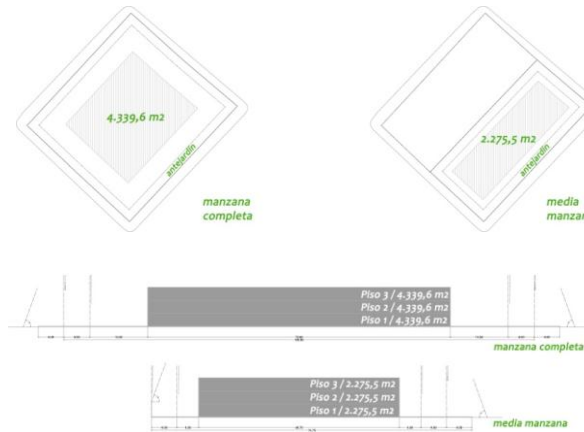 4.339,6 m2
antejardín
manzana
completa
2.275,5 m2
antejardín
media
manzan
Piso 3 / 4.339,6 m2
Piso 2 / 4.339,6 m2
Piso 1 / 4.339,6 m2
manzana completa
Piso 3 / 2.275,5 m2
Piso 2 / 2.275,5 m2
Piso 1 / 2.275,5 m2
media manzana